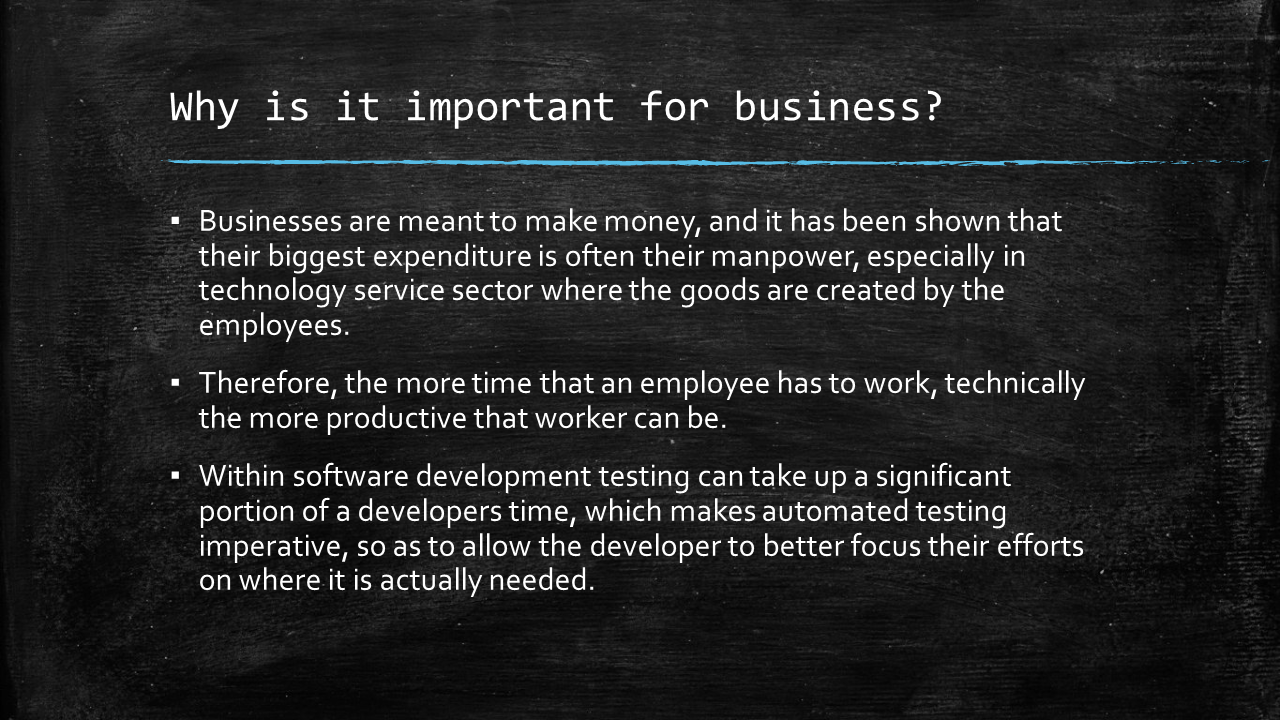 Why is it important for business?
▪ Businesses are meant to make money, and it has been shown that
their biggest expenditure is often their manpower, especially in
technology service sector where the goods are created by the
employees.
▪ Therefore, the more time that an employee has to work, technically
the more productive that worker can be.
▪ Within software development testing can take up a significant
portion of a developers time, which makes automated testing
imperative, so as to allow the developer to better focus their efforts
on where it is actually needed.